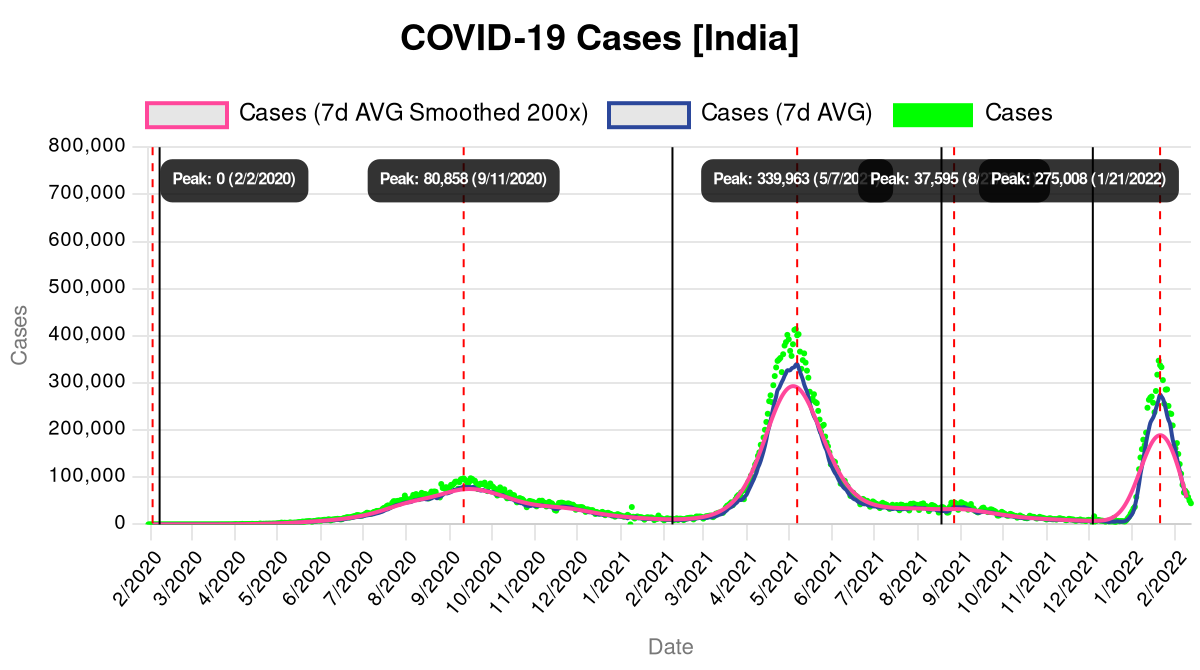 COVID-19 Cases [India]
Cases (7d AVG Smoothed 200x) Cases (7d AVG) Cases
800,000
Peak: 0 (2/2/2020) Peak: 80,858 (9/11/2020) Peak: 339,963 (5/7/20 Peak: 37,595 (8/ Peak: 275,008 (1/21/2022)
700,000
600,000
500,000
400,000
300,000
200,000
100,000
0
Cases
2/2020 3/2020 4/2020 5/2020 6/2020 7/2020 8/2020 9/2020 10/2020 11/2020 12/2020 1/2021 2/2021 3/2021 4/2021 5/2021 6/2021 7/2021 8/2021 9/2021 10/2021 11/2021 12/2021 1/2022 2/2022
Date